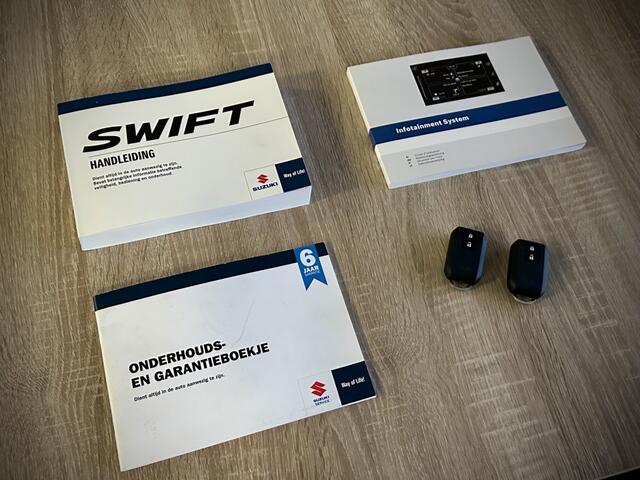 SWIFT
HANDLEIDING
Dient altijd in de auto aanwezig te zijn.
Bevat belangrijke informatie betreffende
veiligheid, bediening en onderhoud.
SUZUKI
Way of Life!
Infotainment System
6
JAAR
GARANTIE
ONDERHOUDS-
EN GARANTIEBOEKJE
Dient altijd in de auto aanwezig te zijn.
SUZUKI
SERVICE
Way of Life!